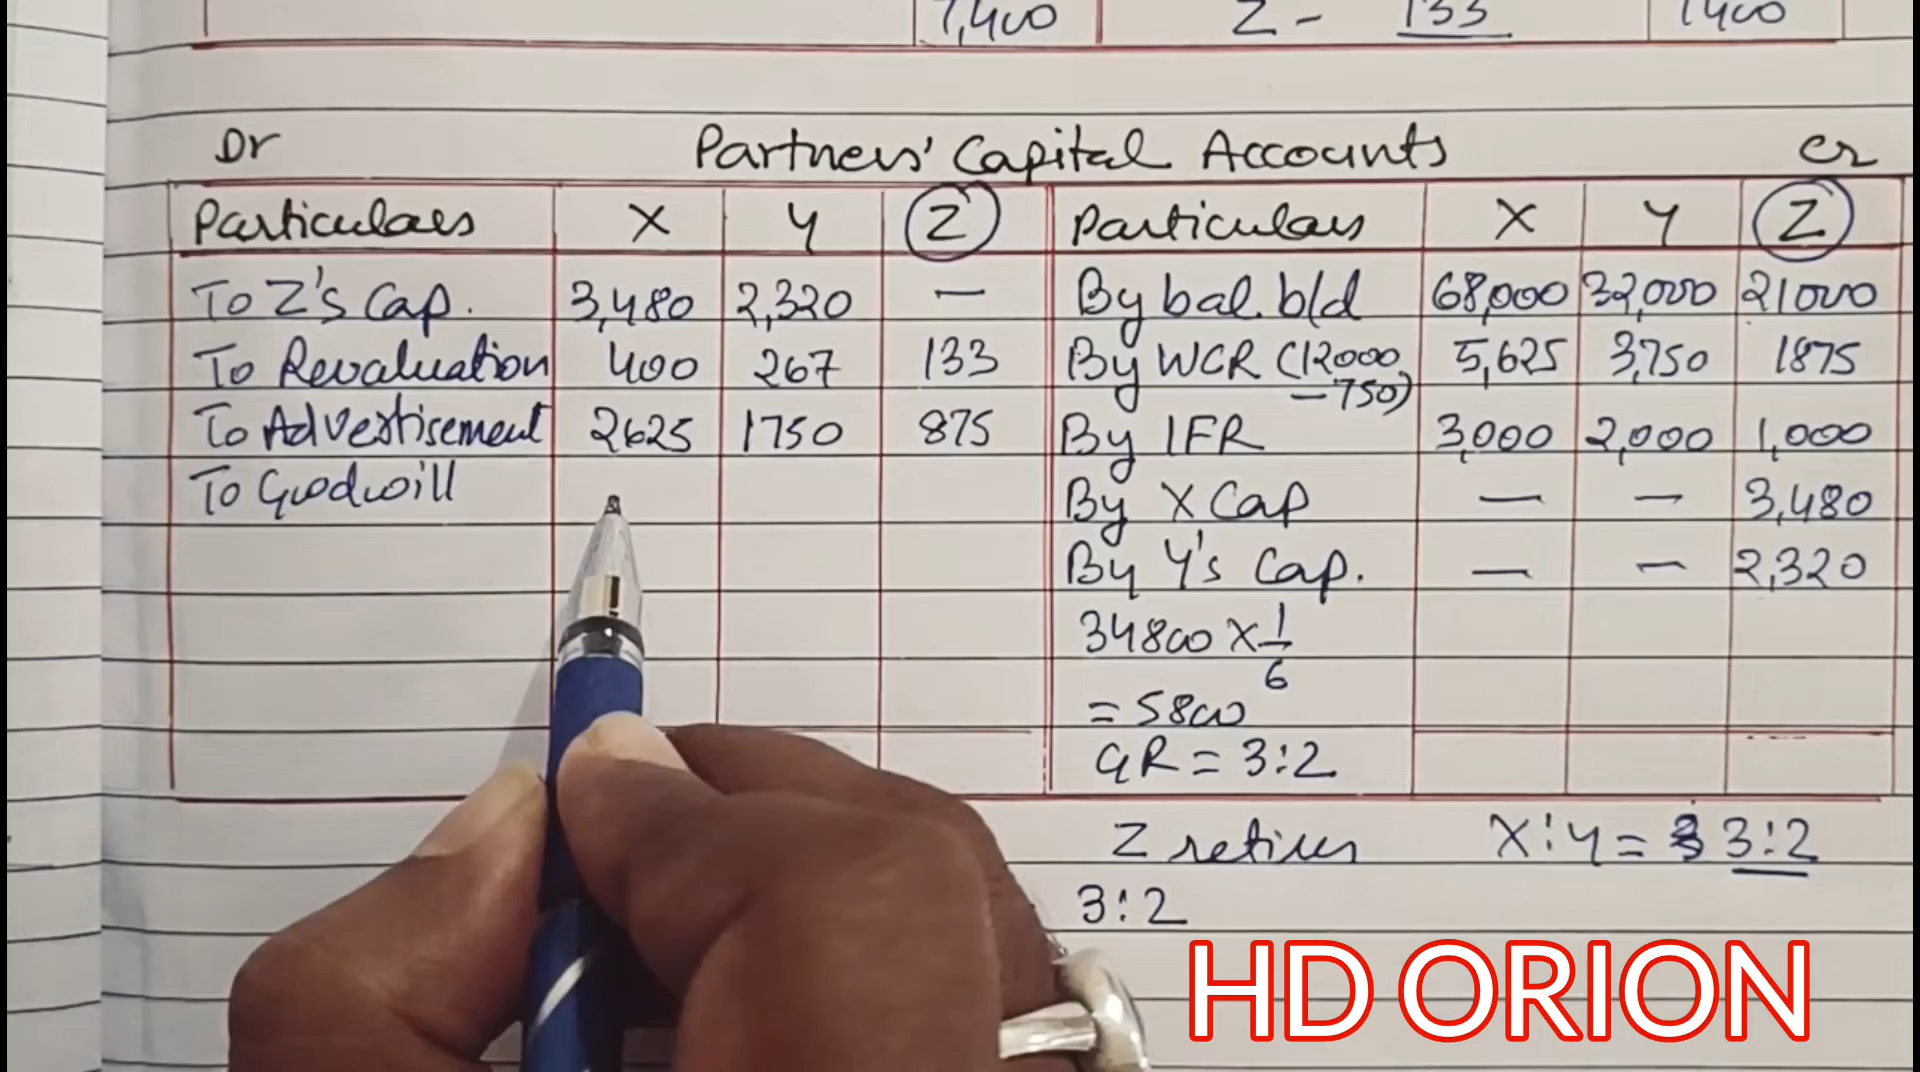 7,400 Z - 133 7400
Dr Partners' Capital Accounts Cr
Particulars X Y Z Particulars X Y Z
To Z's Cap. 3,480 2,320 — By bal. b/d 68,000 32,000 21000
To Revaluation 400 267 133 By WCR (12000 5,625 3,750 1875
- 750)
To Advertisement 2625 1750 875 By IFR 3,000 2,000 1,000
To Goodwill By X Cap — — 3,480
By Y's Cap. — — 2,320
34800 X 1/6
= 5800
GR = 3:2
Z retires X:Y = 3:2
3:2
HD ORION